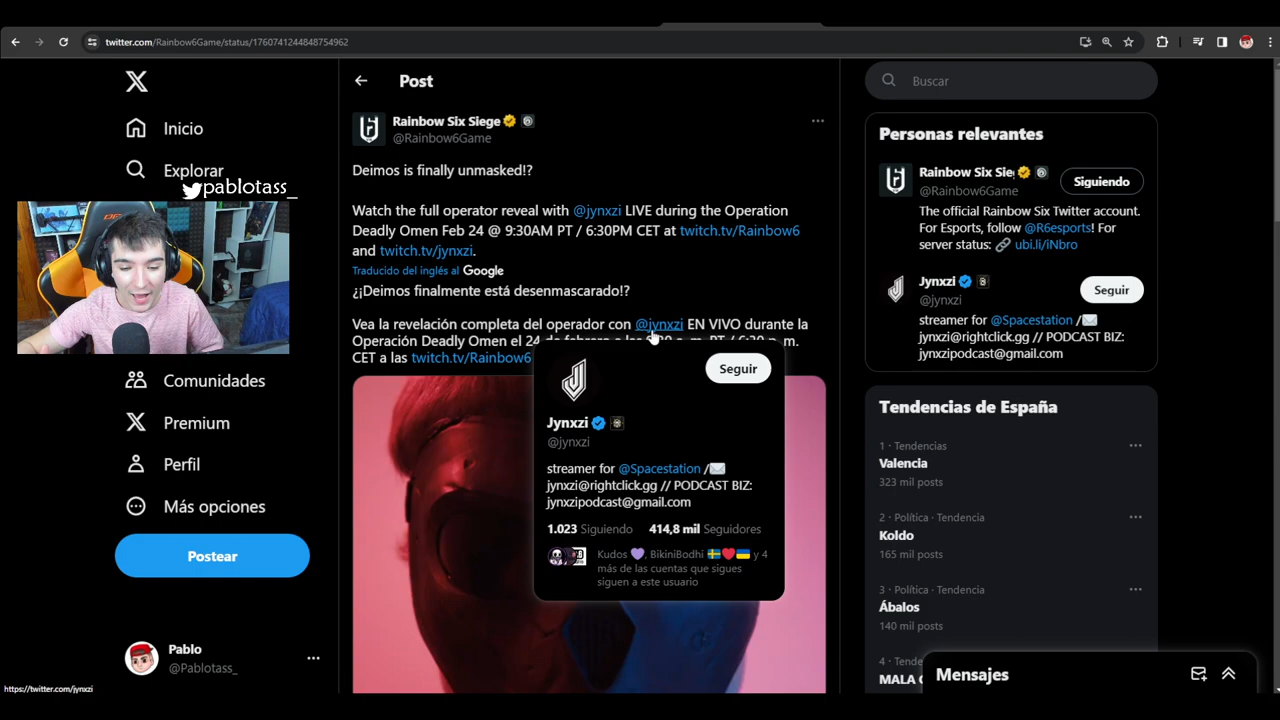 twitter.com/Rainbow6Game/status/1760741244848754962
Inicio
Explorar
pablotass_
Comunidades
Premium
Perfil
Más opciones
Postear
Pablo
@Pablotass_
https://twitter.com/jynxzi
Post
Rainbow Six Siege
@Rainbow6Game
Deimos is finally unmasked!?
Watch the full operator reveal with @jynxzi LIVE during the Operation
Deadly Omen Feb 24 @ 9:30AM PT / 6:30PM CET at twitch.tv/Rainbow6
and twitch.tv/jynxzi.
Traducido del inglés al Google
¿¡Deimos finalmente está desenmascarado!?
Vea la revelación completa del operador con @jynxzi EN VIVO durante la
Operación Deadly Omen el 24 de febrero a las
CET a las twitch.tv/Rainbow6
Seguir
Jynxzi
@jynxzi
streamer for @Spacestation /
jynxzi@rightclick.gg // PODCAST BIZ:
jynxzipodcast@gmail.com
1.023 Siguiendo 414,8 mil Seguidores
Kudos 💜, BikiniBodhi 🇸🇪❤️🇺🇦 y 4
más de las cuentas que sigues
siguen a este usuario
Buscar
Personas relevantes
Rainbow Six Sie
@Rainbow6Game
Siguiendo
The official Rainbow Six Twitter account.
For Esports, follow @R6esports! For
server status: ubi.li/iNbro
Jynxzi
@jynxzi
Seguir
streamer for @Spacestation /
jynxzi@rightclick.gg // PODCAST BIZ:
jynxzipodcast@gmail.com
Tendencias de España
1 · Tendencias
Valencia
323 mil posts
2 · Política · Tendencia
Koldo
165 mil posts
3 · Política · Tendencia
Ábalos
140 mil posts
4 · Tende
MALA
Mensajes